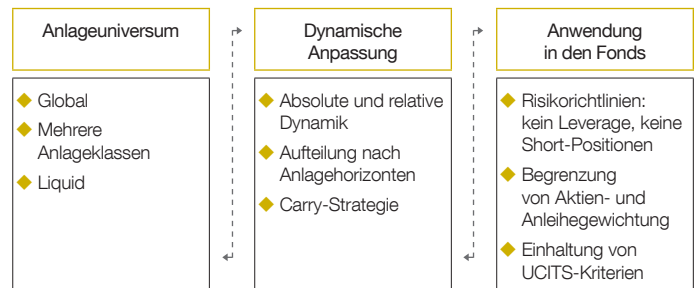 Anlageuniversum
Global
Mehrere
Anlageklassen
Liquid
Dynamische
Anpassung
Absolute und relative
Dynamik
Aufteilung nach
Anlagehorizonten
Carry-Strategie
Anwendung
in den Fonds
Risikorichtlinien:
kein Leverage, keine
Short-Positionen
Begrenzung
von Aktien- und
Anleihegewichtung
Einhaltung von
UCITS-Kriterien